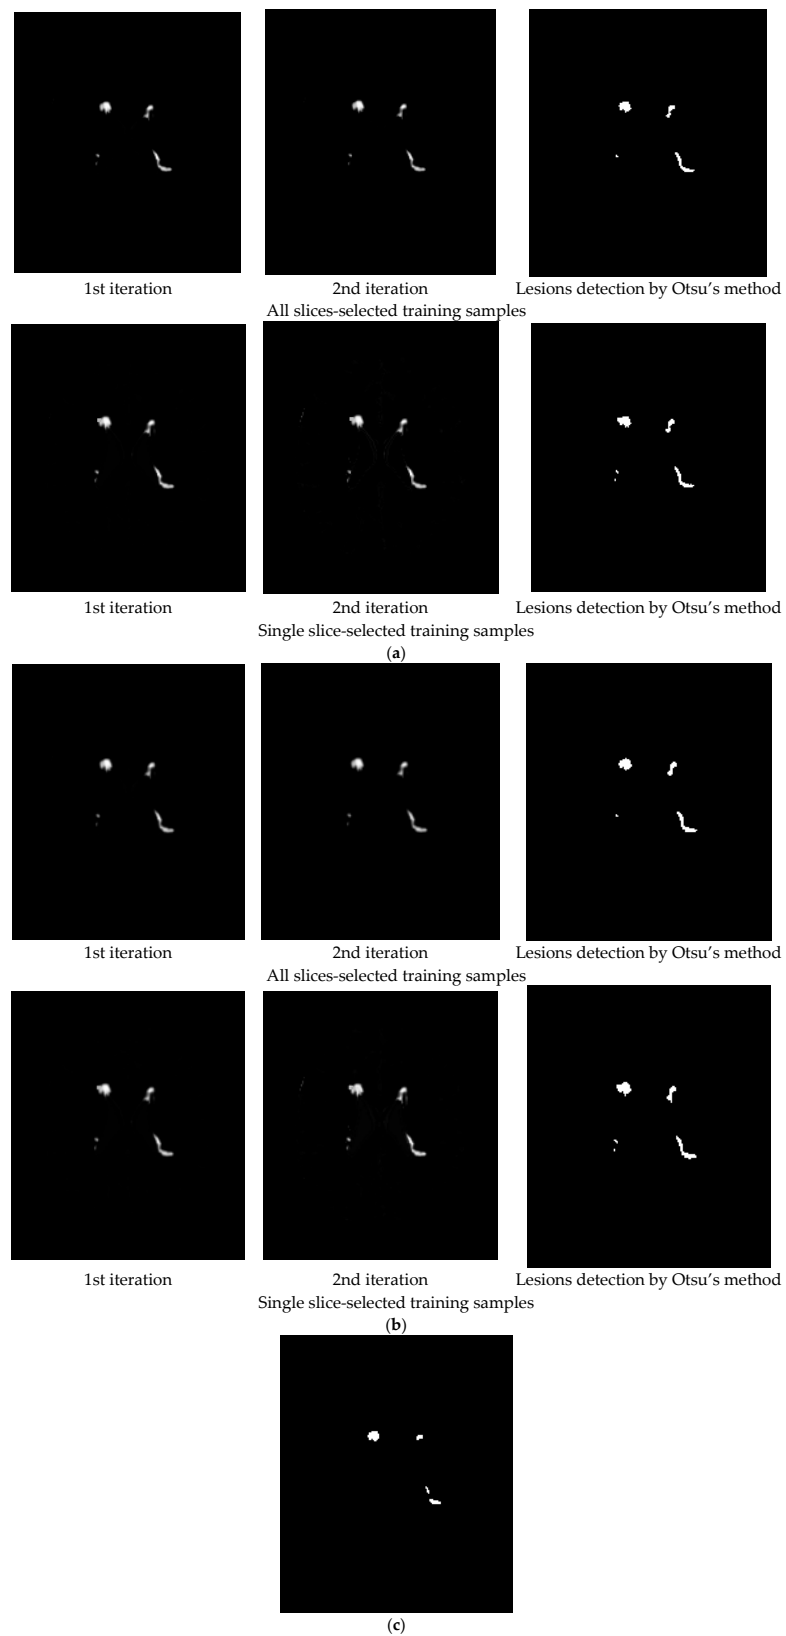 1st iteration 2nd iteration Lesions detection by Otsu's method
All slices-selected training samples
1st iteration 2nd iteration Lesions detection by Otsu's method
Single slice-selected training samples
(a)
1st iteration 2nd iteration Lesions detection by Otsu's method
All slices-selected training samples
1st iteration 2nd iteration Lesions detection by Otsu's method
Single slice-selected training samples
(b)
(c)